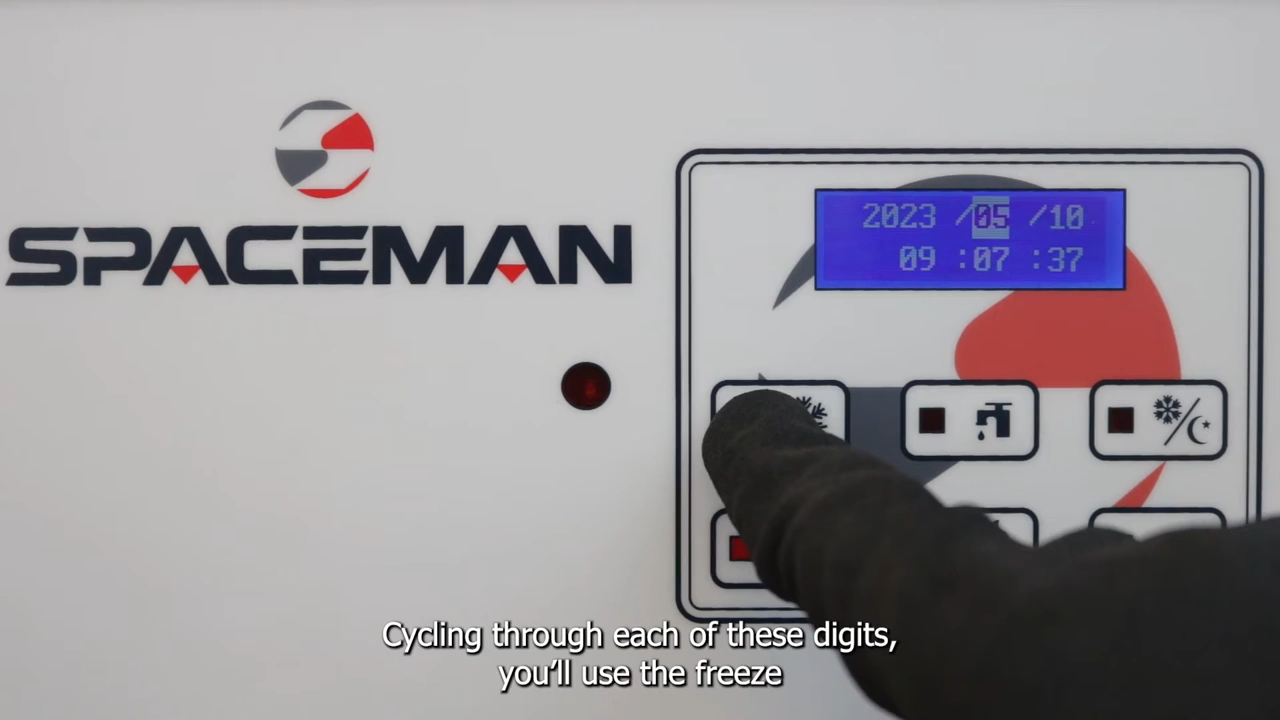 SPACEMAN
2023 /05 /10
09 :07 :37
Cycling through each of these digits,
you'll use the freeze